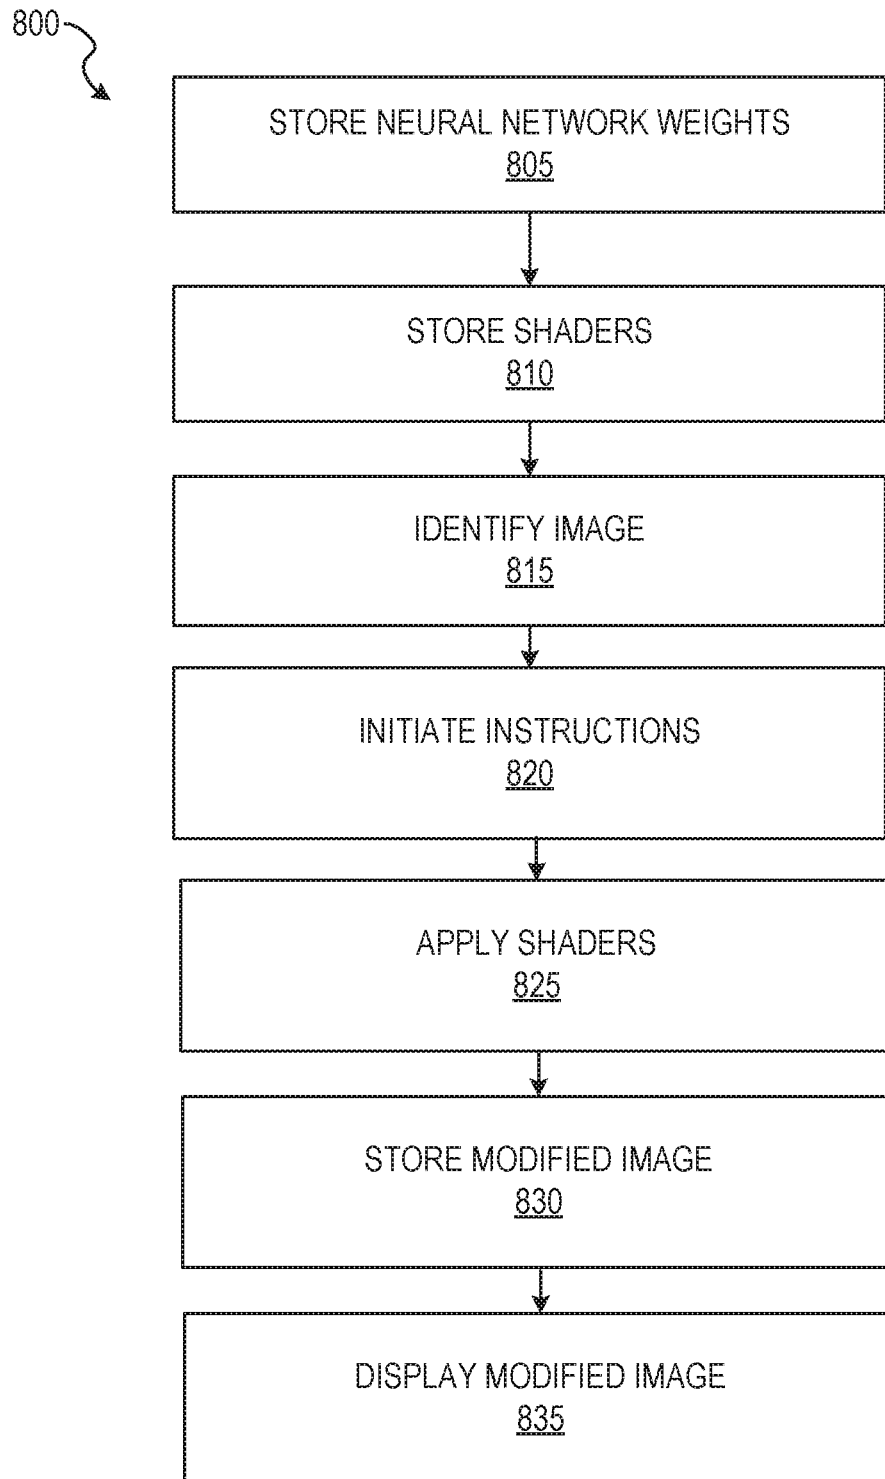 800
STORE NEURAL NETWORK WEIGHTS
805
STORE SHADERS
810
IDENTIFY IMAGE
815
INITIATE INSTRUCTIONS
820
APPLY SHADERS
825
STORE MODIFIED IMAGE
830
DISPLAY MODIFIED IMAGE
835